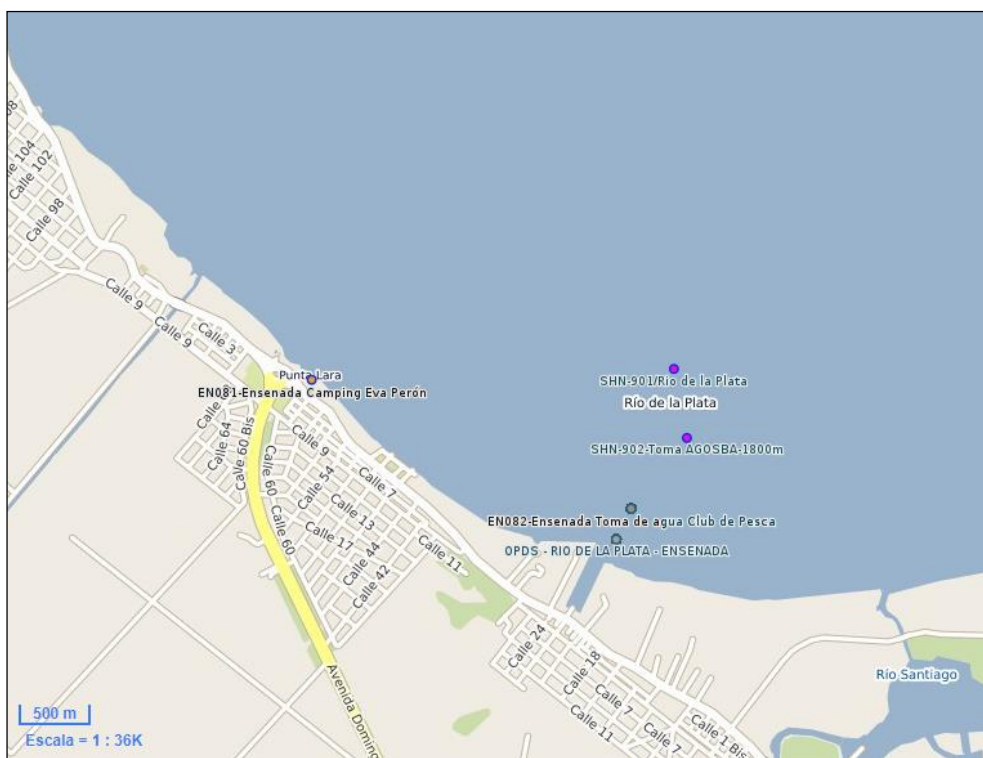 Calle 104
Calle 102
Calle 98
Calle 9
Calle 9
Calle 3
Punta Lara
EN081-Ensenada Camping Eva Perón
SHN-901/Rio de la Plata
Río de la Plata
SHN-902-Toma AGOSBA-1800m
EN082-Ensenada Toma de agua Club de Pesca
OPDS - RIO DE LA PLATA - ENSENADA
Calle 64
Calle 60 Bis
Calle 60
Calle 60
Calle 9
Calle 54
Calle 7
Calle 13
Calle 17
Calle 44
Calle 42
Calle 11
Calle 24
Calle 18
Calle 7
Calle 11
Calle 7
Calle 1 Bis
Río Santiago
Avenida Doming
500 m
Escala = 1 : 36K